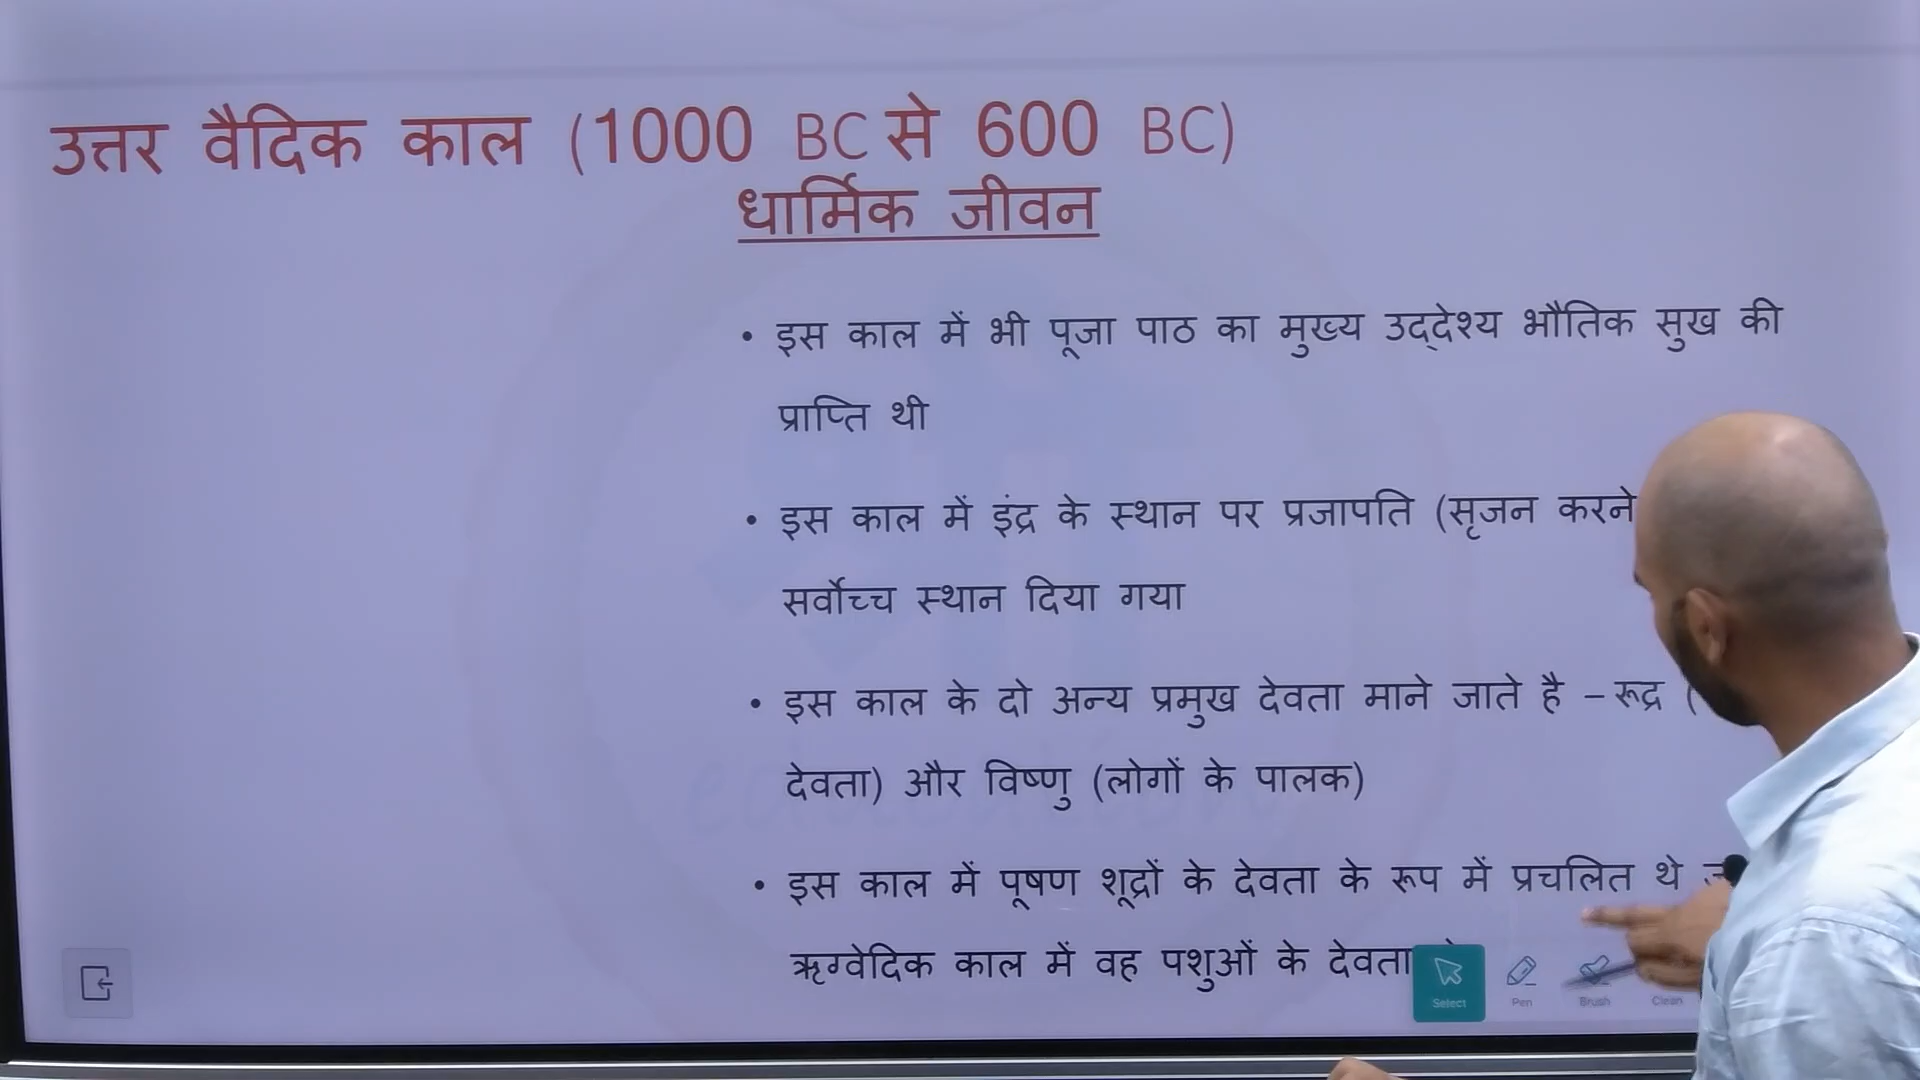 उत्तर वैदिक काल (1000 BC से 600 BC)
धार्मिक जीवन
• इस काल में भी पूजा पाठ का मुख्य उद्देश्य भौतिक सुख की
प्राप्ति थी
• इस काल में इंद्र के स्थान पर प्रजापति (सृजन करने
सर्वोच्च स्थान दिया गया
• इस काल के दो अन्य प्रमुख देवता माने जाते है – रूद्र (
देवता) और विष्णु (लोगों के पालक)
• इस काल में पूषण शूद्रों के देवता के रूप में प्रचलित थे
ऋग्वेदिक काल में वह पशुओं के देवता
Select Pen Brush Clean